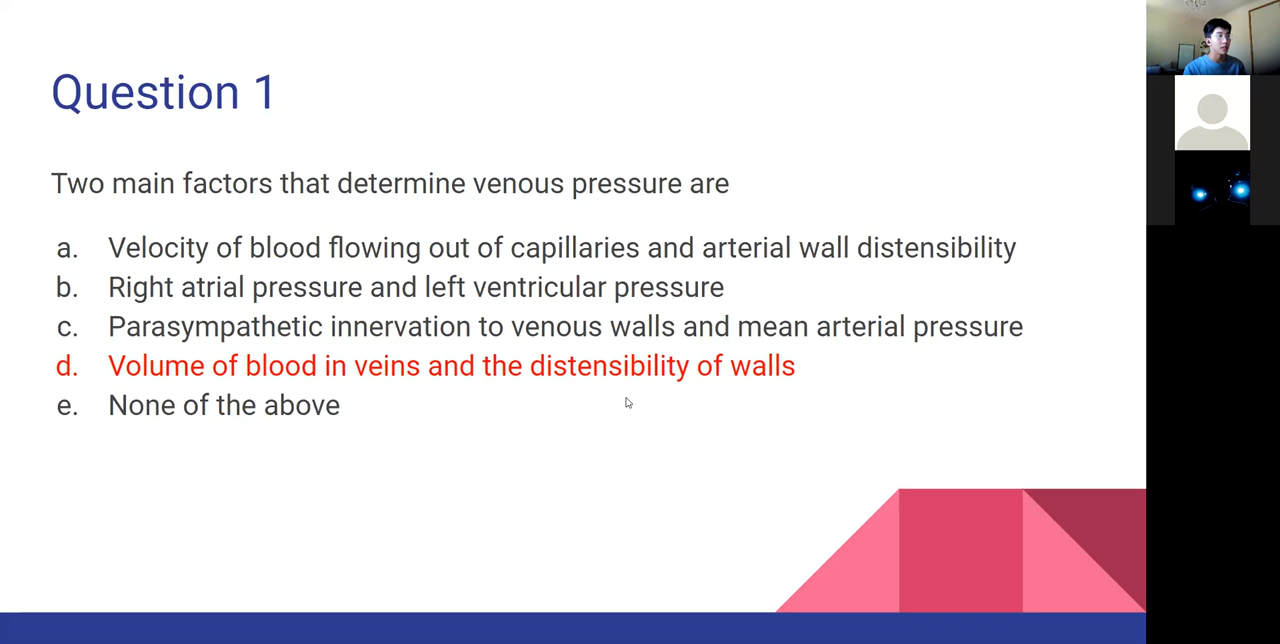 Question 1
Two main factors that determine venous pressure are
a. Velocity of blood flowing out of capillaries and arterial wall distensibility
b. Right atrial pressure and left ventricular pressure
c. Parasympathetic innervation to venous walls and mean arterial pressure
d. Volume of blood in veins and the distensibility of walls
e. None of the above